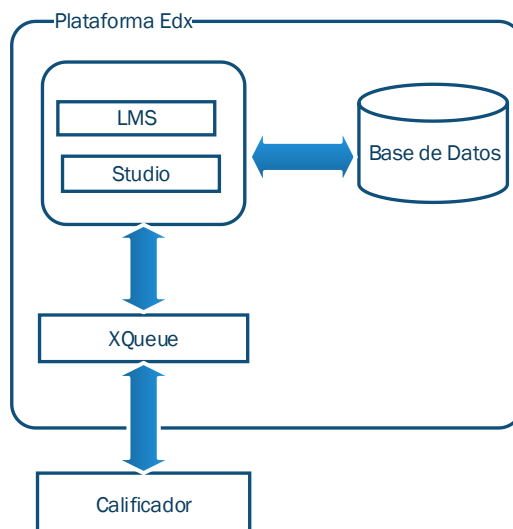 Plataforma Edx
LMS
Studio
Base de Datos
XQueue
Calificador